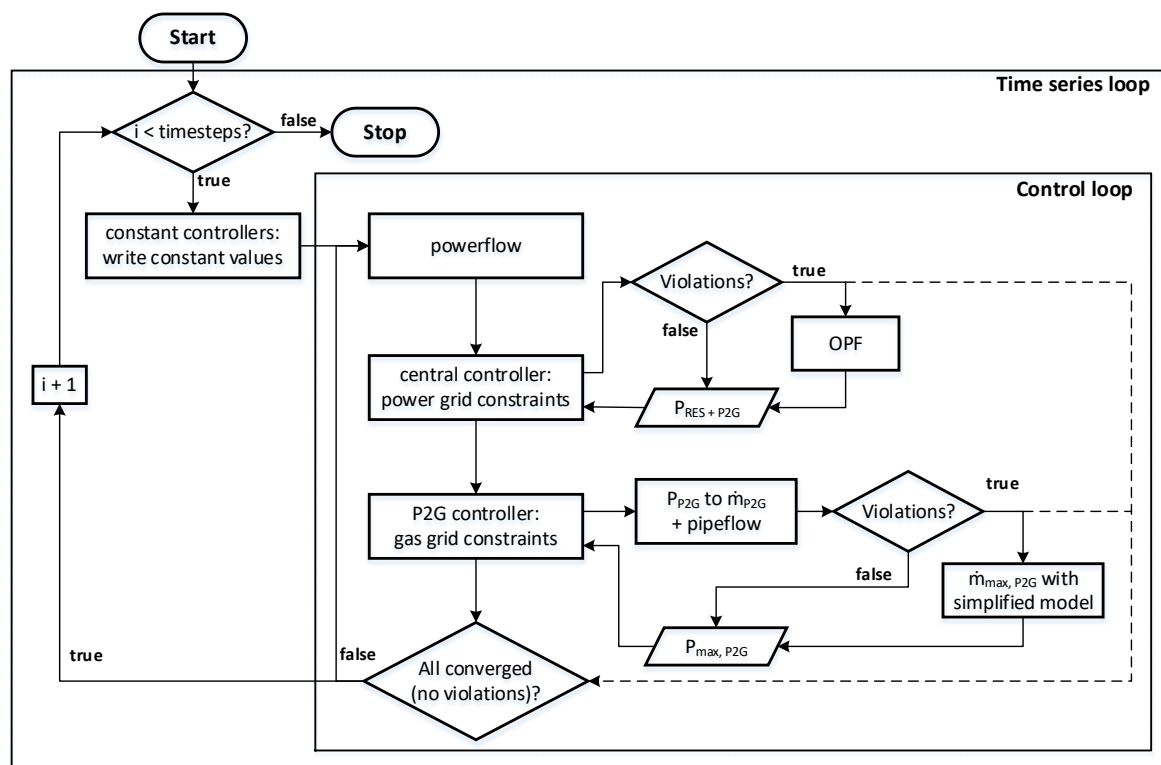 Start
Time series loop
i < timesteps?
false
Stop
true
Control loop
constant controllers:
write constant values
powerflow
Violations?
true
false
OPF
i + 1
central controller:
power grid constraints
P_RES + P2G
P2G controller:
gas grid constraints
P_P2G to ṁ_P2G
+ pipeflow
Violations?
true
false
ṁ_max, P2G with
simplified model
P_max, P2G
true
false
All converged
(no violations)?